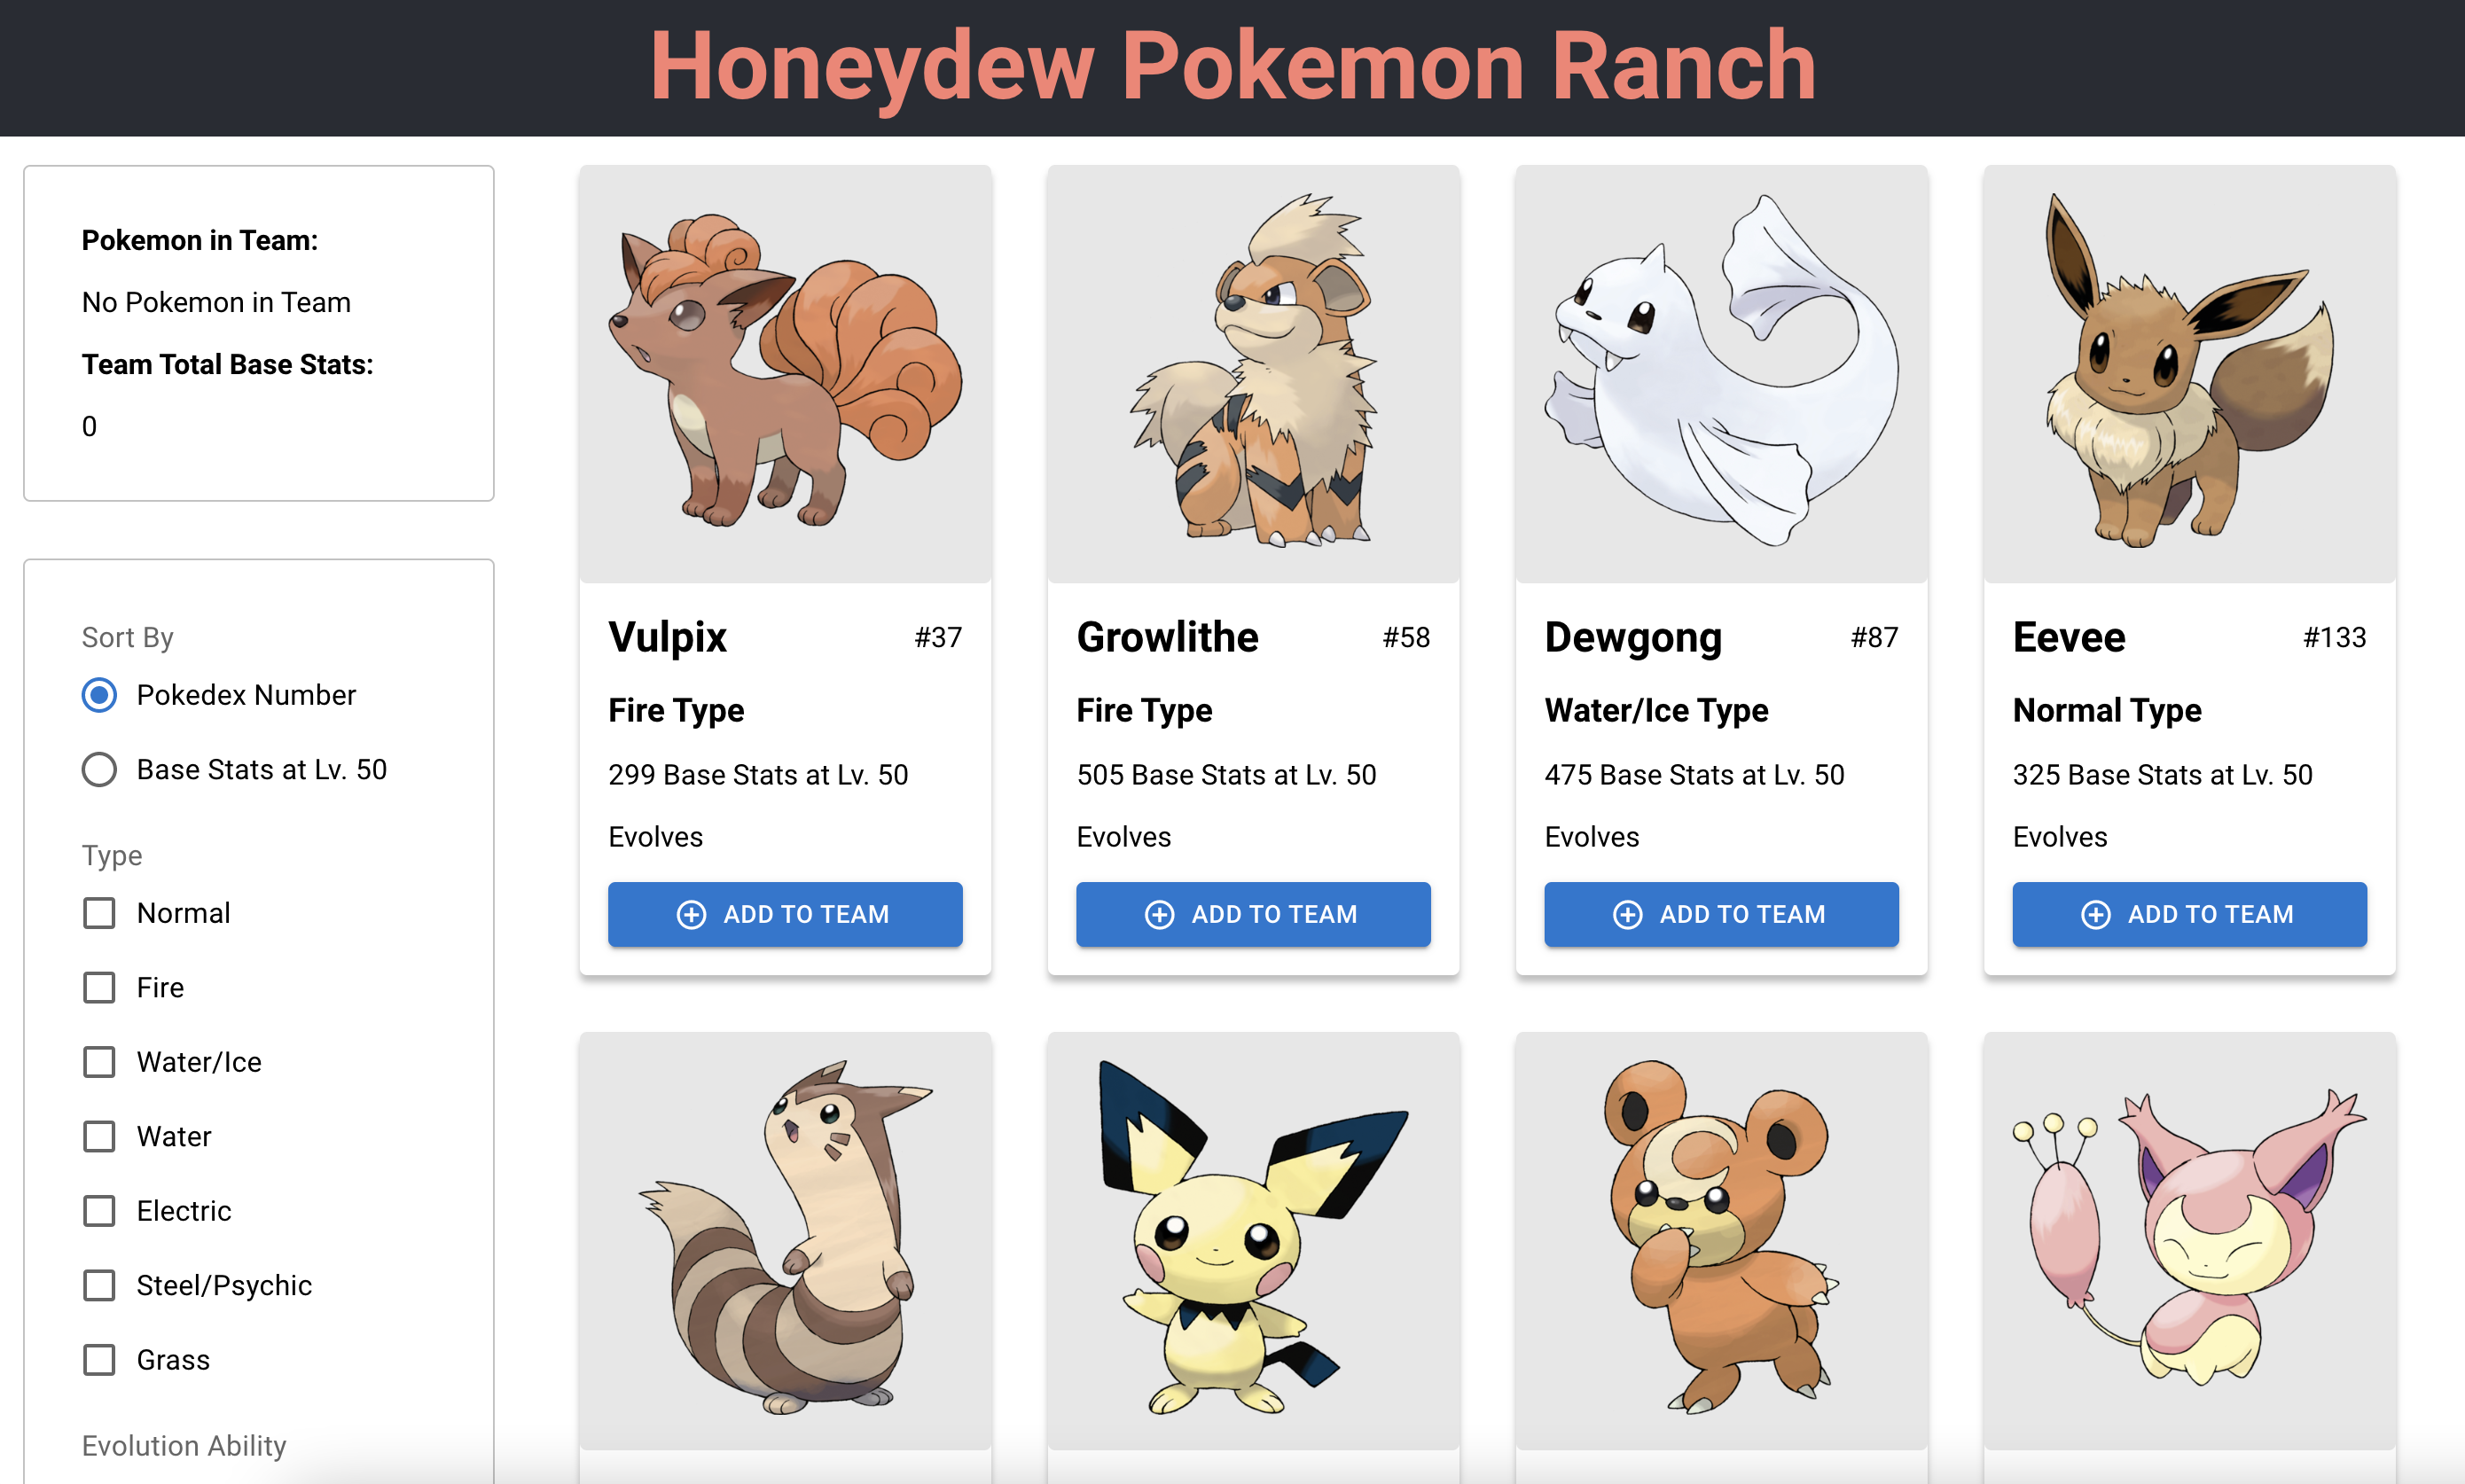 Honeydew Pokemon Ranch
Pokemon in Team:
No Pokemon in Team
Team Total Base Stats:
0
Sort By
Pokedex Number
Base Stats at Lv. 50
Type
Normal
Fire
Water/Ice
Water
Electric
Steel/Psychic
Grass
Evolution Ability
Vulpix #37
Fire Type
299 Base Stats at Lv. 50
Evolves
ADD TO TEAM
Growlithe #58
Fire Type
505 Base Stats at Lv. 50
Evolves
ADD TO TEAM
Dewgong #87
Water/Ice Type
475 Base Stats at Lv. 50
Evolves
ADD TO TEAM
Eevee #133
Normal Type
325 Base Stats at Lv. 50
Evolves
ADD TO TEAM